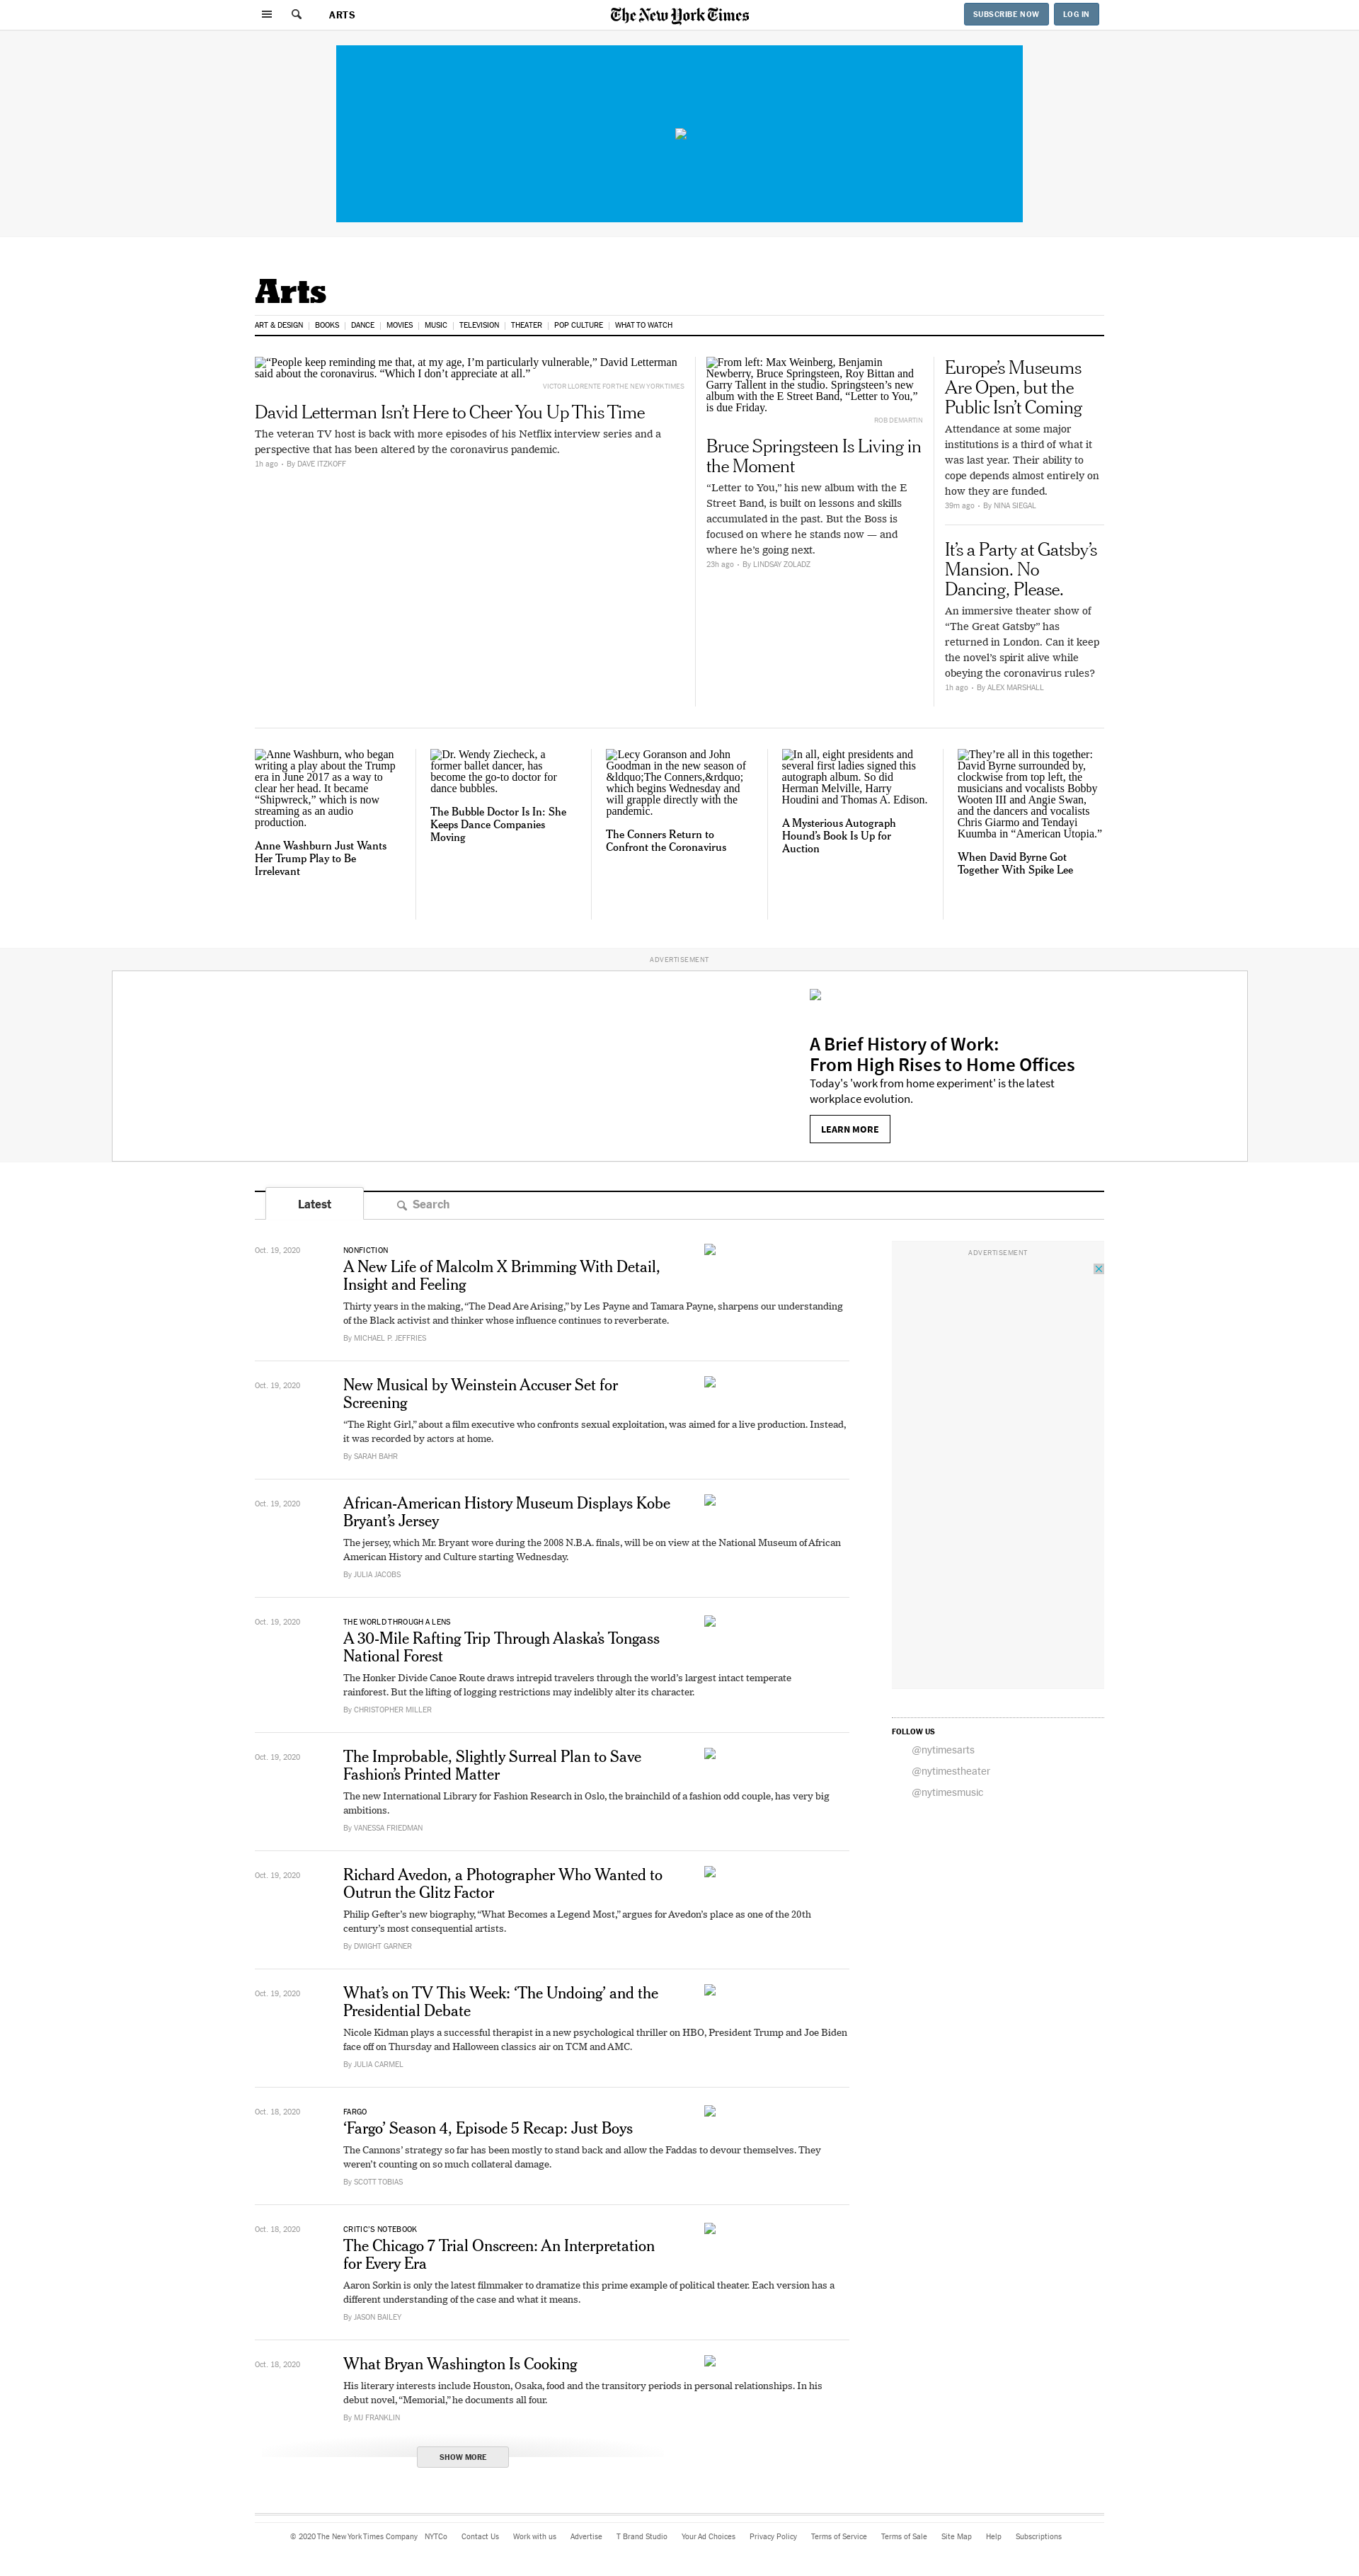 ARTS
The New York Times
SUBSCRIBE NOW
LOG IN
Arts
ART & DESIGN
BOOKS
DANCE
MOVIES
MUSIC
TELEVISION
THEATER
POP CULTURE
WHAT TO WATCH
“People keep reminding me that, at my age, I’m particularly vulnerable,” David Letterman
said about the coronavirus. “Which I don’t appreciate at all.”
VICTOR LLORENTE FOR THE NEW YORK TIMES
David Letterman Isn’t Here to Cheer You Up This Time
The veteran TV host is back with more episodes of his Netflix interview series and a
perspective that has been altered by the coronavirus pandemic.
1h ago • By DAVE ITZKOFF
From left: Max Weinberg, Benjamin
Newberry, Bruce Springsteen, Roy Bittan and
Garry Tallent in the studio. Springsteen’s new
album with the E Street Band, “Letter to You,”
is due Friday.
ROB DEMARTIN
Bruce Springsteen Is Living in
the Moment
“Letter to You,” his new album with the E
Street Band, is built on lessons and skills
accumulated in the past. But the Boss is
focused on where he stands now — and
where he’s going next.
23h ago • By LINDSAY ZOLADZ
Europe’s Museums
Are Open, but the
Public Isn’t Coming
Attendance at some major
institutions is a third of what it
was last year. Their ability to
cope depends almost entirely on
how they are funded.
39m ago • By NINA SIEGAL
It’s a Party at Gatsby’s
Mansion. No
Dancing, Please.
An immersive theater show of
“The Great Gatsby” has
returned in London. Can it keep
the novel’s spirit alive while
obeying the coronavirus rules?
1h ago • By ALEX MARSHALL
Anne Washburn, who began
writing a play about the Trump
era in June 2017 as a way to
clear her head. It became
“Shipwreck,” which is now
streaming as an audio
production.
Anne Washburn Just Wants
Her Trump Play to Be
Irrelevant
Dr. Wendy Ziecheck, a
former ballet dancer, has
become the go-to doctor for
dance bubbles.
The Bubble Doctor Is In: She
Keeps Dance Companies
Moving
Lecy Goranson and John
Goodman in the new season of
&ldquo;The Conners,&rdquo;
which begins Wednesday and
will grapple directly with the
pandemic.
The Conners Return to
Confront the Coronavirus
In all, eight presidents and
several first ladies signed this
autograph album. So did
Herman Melville, Harry
Houdini and Thomas A. Edison.
A Mysterious Autograph
Hound’s Book Is Up for
Auction
They’re all in this together:
David Byrne surrounded by,
clockwise from top left, the
musicians and vocalists Bobby
Wooten III and Angie Swan,
and the dancers and vocalists
Chris Giarmo and Tendayi
Kuumba in “American Utopia.”
When David Byrne Got
Together With Spike Lee
ADVERTISEMENT
A Brief History of Work:
From High Rises to Home Offices
Today's 'work from home experiment' is the latest
workplace evolution.
LEARN MORE
Latest
Search
Oct. 19, 2020
NONFICTION
A New Life of Malcolm X Brimming With Detail,
Insight and Feeling
Thirty years in the making, “The Dead Are Arising,” by Les Payne and Tamara Payne, sharpens our understanding
of the Black activist and thinker whose influence continues to reverberate.
By MICHAEL P. JEFFRIES
Oct. 19, 2020
New Musical by Weinstein Accuser Set for
Screening
“The Right Girl,” about a film executive who confronts sexual exploitation, was aimed for a live production. Instead,
it was recorded by actors at home.
By SARAH BAHR
Oct. 19, 2020
African-American History Museum Displays Kobe
Bryant’s Jersey
The jersey, which Mr. Bryant wore during the 2008 N.B.A. finals, will be on view at the National Museum of African
American History and Culture starting Wednesday.
By JULIA JACOBS
Oct. 19, 2020
THE WORLD THROUGH A LENS
A 30-Mile Rafting Trip Through Alaska’s Tongass
National Forest
The Honker Divide Canoe Route draws intrepid travelers through the world’s largest intact temperate
rainforest. But the lifting of logging restrictions may indelibly alter its character.
By CHRISTOPHER MILLER
Oct. 19, 2020
The Improbable, Slightly Surreal Plan to Save
Fashion’s Printed Matter
The new International Library for Fashion Research in Oslo, the brainchild of a fashion odd couple, has very big
ambitions.
By VANESSA FRIEDMAN
Oct. 19, 2020
Richard Avedon, a Photographer Who Wanted to
Outrun the Glitz Factor
Philip Gefter’s new biography, “What Becomes a Legend Most,” argues for Avedon’s place as one of the 20th
century’s most consequential artists.
By DWIGHT GARNER
Oct. 19, 2020
What’s on TV This Week: ‘The Undoing’ and the
Presidential Debate
Nicole Kidman plays a successful therapist in a new psychological thriller on HBO, President Trump and Joe Biden
face off on Thursday and Halloween classics air on TCM and AMC.
By JULIA CARMEL
Oct. 18, 2020
FARGO
‘Fargo’ Season 4, Episode 5 Recap: Just Boys
The Cannons’ strategy so far has been mostly to stand back and allow the Faddas to devour themselves. They
weren’t counting on so much collateral damage.
By SCOTT TOBIAS
Oct. 18, 2020
CRITIC’S NOTEBOOK
The Chicago 7 Trial Onscreen: An Interpretation
for Every Era
Aaron Sorkin is only the latest filmmaker to dramatize this prime example of political theater. Each version has a
different understanding of the case and what it means.
By JASON BAILEY
Oct. 18, 2020
What Bryan Washington Is Cooking
His literary interests include Houston, Osaka, food and the transitory periods in personal relationships. In his
debut novel, “Memorial,” he documents all four.
By MJ FRANKLIN
SHOW MORE
ADVERTISEMENT
FOLLOW US
@nytimesarts
@nytimestheater
@nytimesmusic
© 2020 The New York Times Company
NYTCo
Contact Us
Work with us
Advertise
T Brand Studio
Your Ad Choices
Privacy Policy
Terms of Service
Terms of Sale
Site Map
Help
Subscriptions